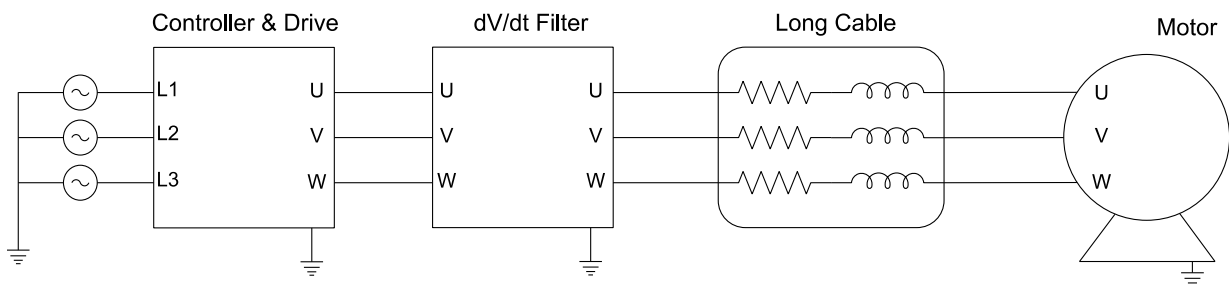 Controller & Drive
dV/dt Filter
Long Cable
Motor
L1
U
U
U
U
L2
V
V
V
V
L3
W
W
W
W